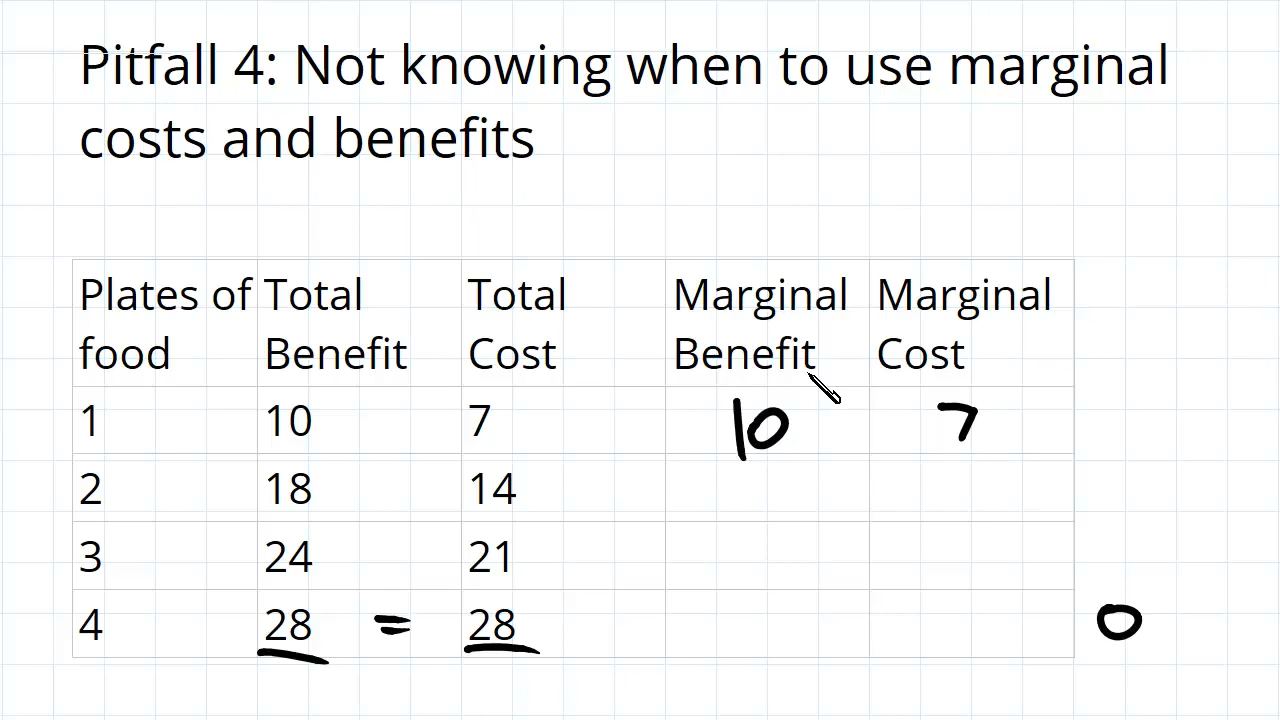 Pitfall 4: Not knowing when to use marginal
costs and benefits
Plates of food Total Benefit Total Cost Marginal Benefit Marginal Cost
1 10 7 10 7
2 18 14
3 24 21
4 28 = 28 0